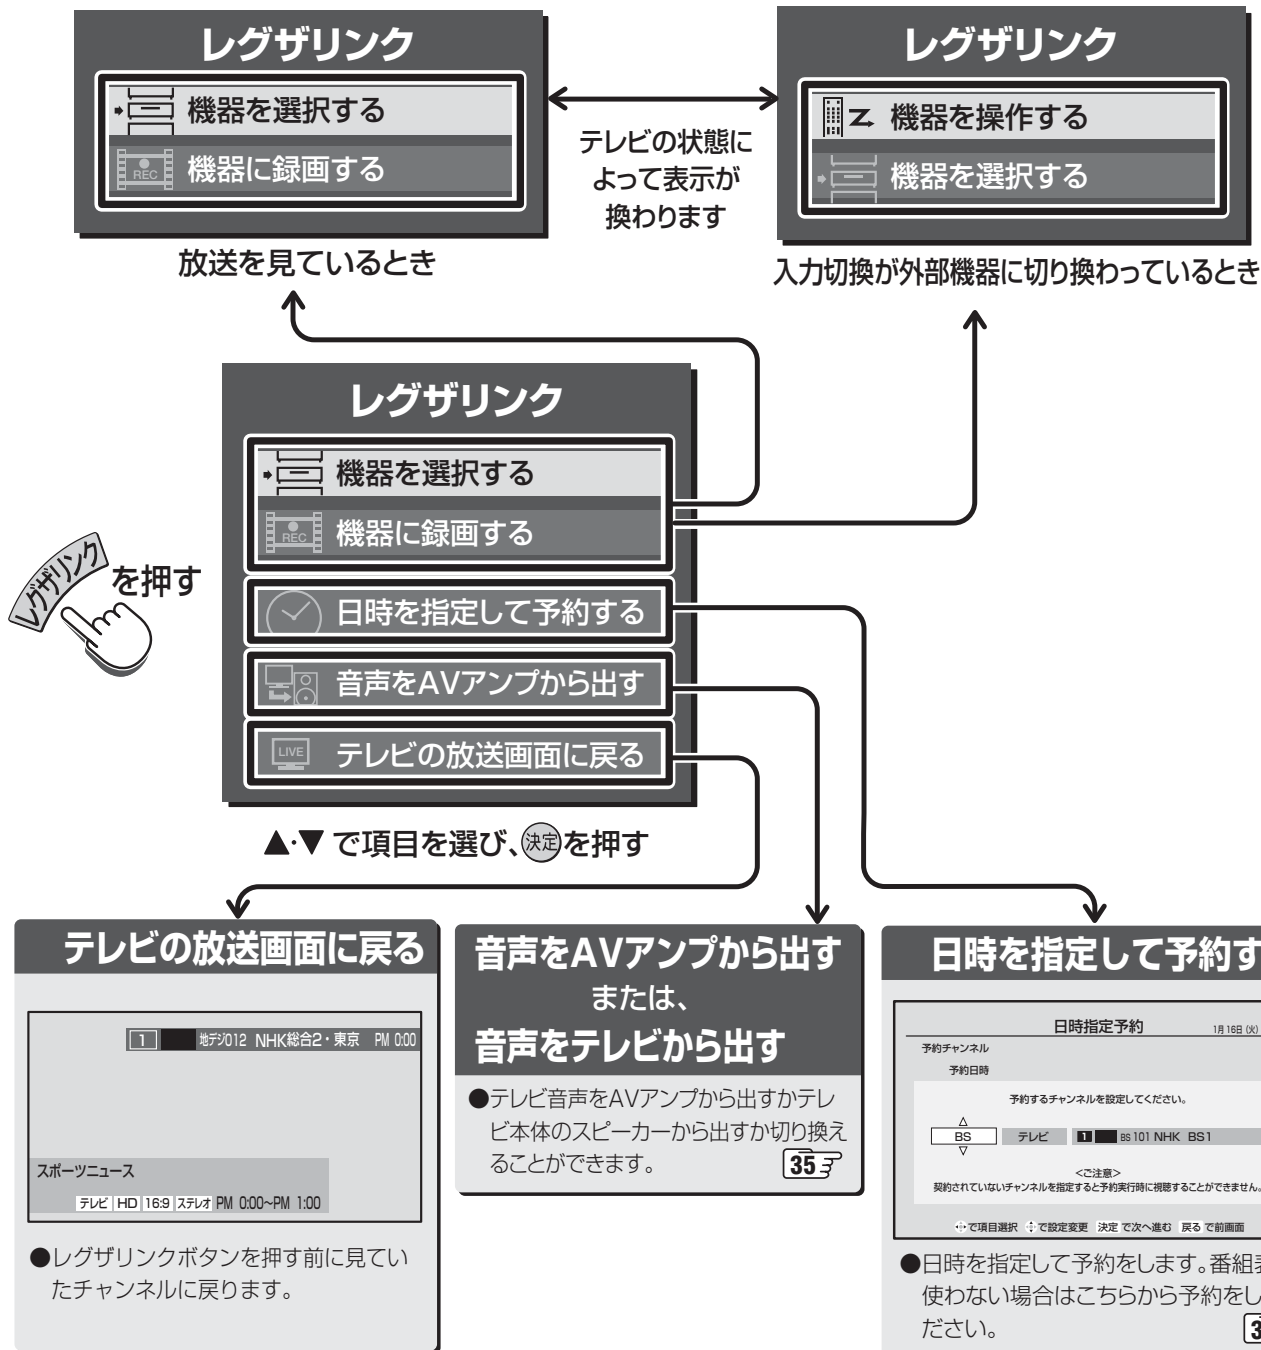 レグザリンク
機器を選択する
REC 機器に録画する
放送を見ているとき
テレビの状態に
よって表示が
換わります
レグザリンク
機器を操作する
機器を選択する
入力切換が外部機器に切り換わっているとき
レグザリンク
を押す
レグザリンク
機器を選択する
REC 機器に録画する
日時を指定して予約する
音声をAVアンプから出す
LIVE テレビの放送画面に戻る
▲・▼ で項目を選び、決定を押す
テレビの放送画面に戻る
1 地デジ012 NHK総合2・東京 PM 0:00
スポーツニュース
テレビ HD 16:9 ステレオ PM 0:00~PM 1:00
●レグザリンクボタンを押す前に見てい
たチャンネルに戻ります。
音声をAVアンプから出す
または、
音声をテレビから出す
●テレビ音声をAVアンプから出すかテレ
ビ本体のスピーカーから出すか切り換え
ることができます。 35
日時を指定して予約す
日時指定予約 1月16日(火)
予約チャンネル
予約日時
予約するチャンネルを設定してください。
BS テレビ 1 BS 101 NHK BS1
<ご注意>
契約されていないチャンネルを指定すると予約実行時に視聴することができません。
で項目選択 で設定変更 決定 で次へ進む 戻る で前画面
●日時を指定して予約をします。番組
使わない場合はこちらから予約をし
ださい。 3